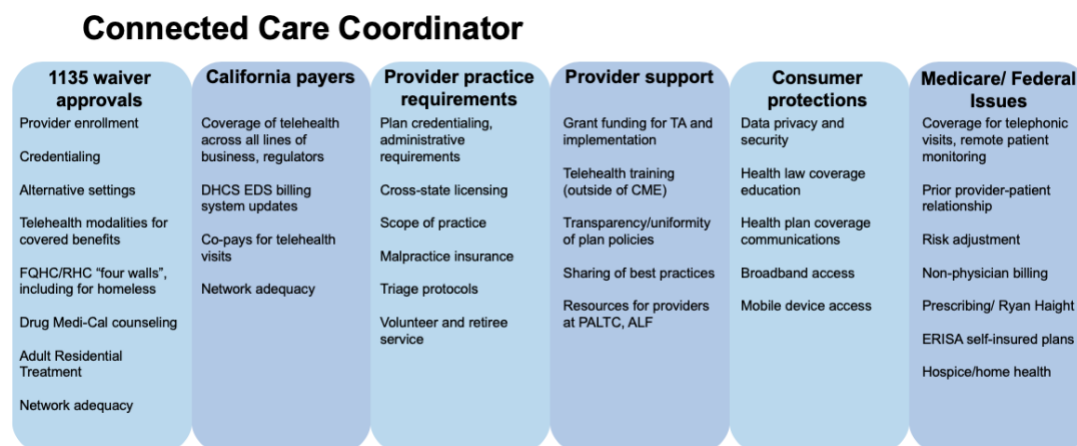 Connected Care Coordinator
1135 waiver
approvals
Provider enrollment
Credentialing
Alternative settings
Telehealth modalities for
covered benefits
FQHC/RHC “four walls”,
including for homeless
Drug Medi-Cal counseling
Adult Residential
Treatment
Network adequacy
California payers
Coverage of telehealth
across all lines of
business, regulators
DHCS EDS billing
system updates
Co-pays for telehealth
visits
Network adequacy
Provider practice
requirements
Plan credentialing,
administrative
requirements
Cross-state licensing
Scope of practice
Malpractice insurance
Triage protocols
Volunteer and retiree
service
Provider support
Grant funding for TA and
implementation
Telehealth training
(outside of CME)
Transparency/uniformity
of plan policies
Sharing of best practices
Resources for providers
at PALTC, ALF
Consumer
protections
Data privacy and
security
Health law coverage
education
Health plan coverage
communications
Broadband access
Mobile device access
Medicare/ Federal
Issues
Coverage for telephonic
visits, remote patient
monitoring
Prior provider-patient
relationship
Risk adjustment
Non-physician billing
Prescribing/ Ryan Haight
ERISA self-insured plans
Hospice/home health